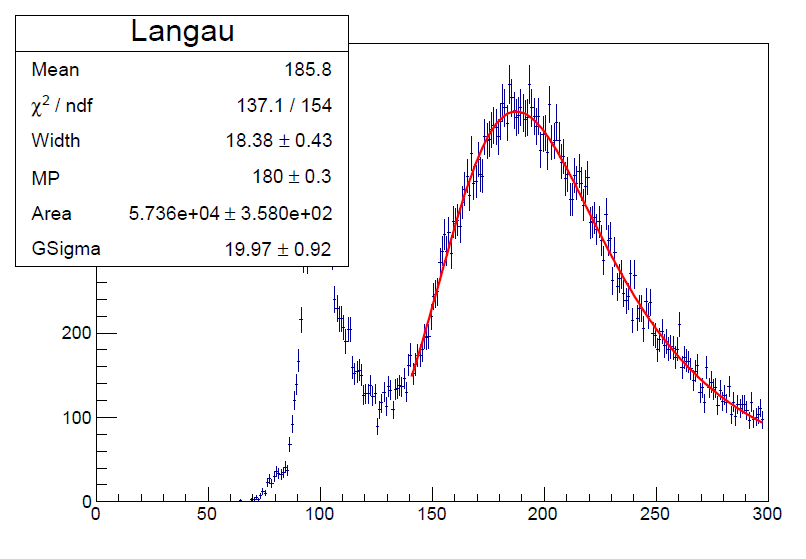 Langau
Mean 185.8
χ² / ndf 137.1 / 154
Width 18.38 ± 0.43
MP 180 ± 0.3
Area 5.736e+04 ± 3.580e+02
GSigma 19.97 ± 0.92
200
100
0
0 50 100 150 200 250 300